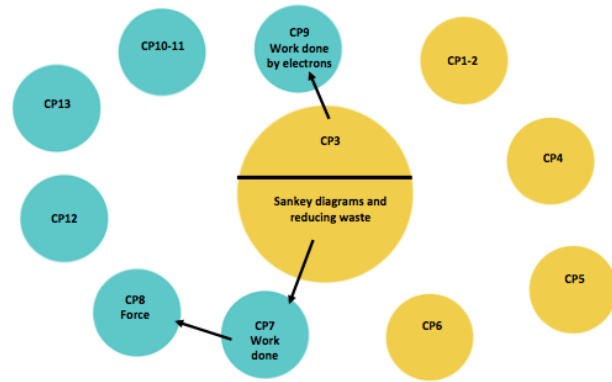 CP10-11
CP9
Work done
by electrons
CP1-2
CP13
CP3
CP4
Sankey diagrams and
reducing waste
CP12
CP5
CP8
Force
CP7
Work
done
CP6